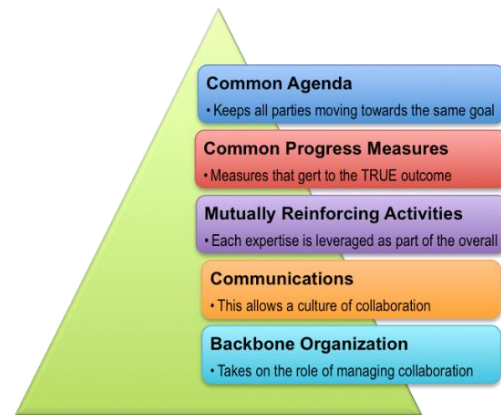 Common Agenda
• Keeps all parties moving towards the same goal
Common Progress Measures
• Measures that gert to the TRUE outcome
Mutually Reinforcing Activities
• Each expertise is leveraged as part of the overall
Communications
• This allows a culture of collaboration
Backbone Organization
• Takes on the role of managing collaboration